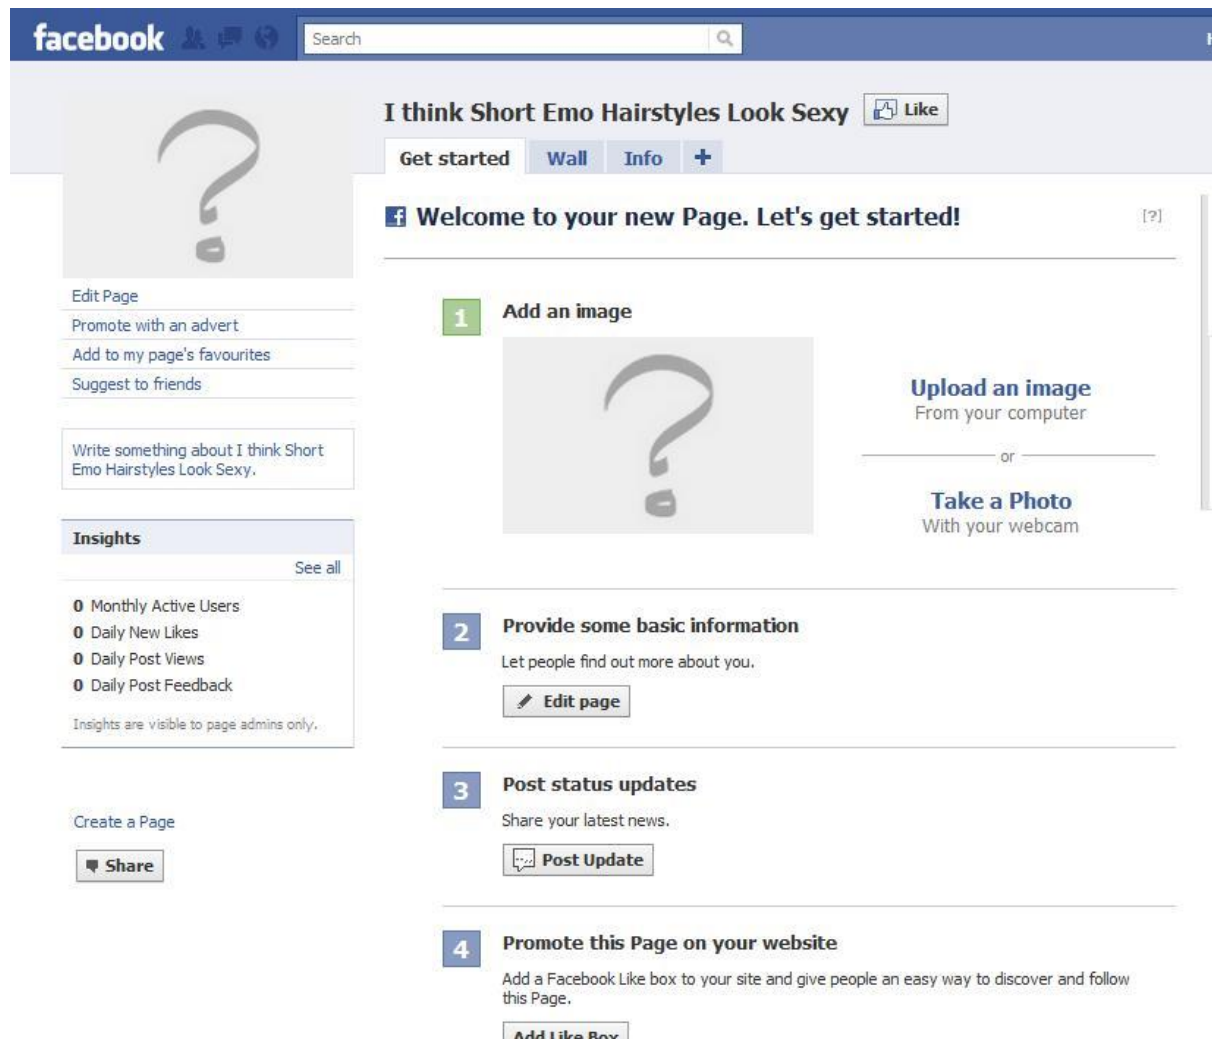 facebook
Search
I think Short Emo Hairstyles Look Sexy
Like
Get started
Wall
Info
+
Welcome to your new Page. Let's get started!
[?]
Edit Page
Promote with an advert
Add to my page's favourites
Suggest to friends
Write something about I think Short
Emo Hairstyles Look Sexy.
Insights
See all
0 Monthly Active Users
0 Daily New Likes
0 Daily Post Views
0 Daily Post Feedback
Insights are visible to page admins only.
Create a Page
Share
1
Add an image
Upload an image
From your computer
or
Take a Photo
With your webcam
2
Provide some basic information
Let people find out more about you.
Edit page
3
Post status updates
Share your latest news.
Post Update
4
Promote this Page on your website
Add a Facebook Like box to your site and give people an easy way to discover and follow
this Page.
Add Like Box